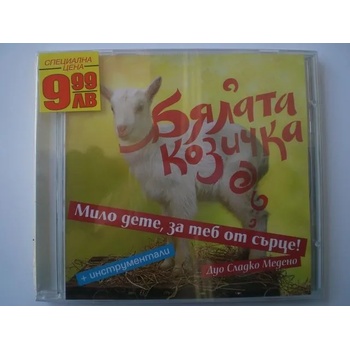 СПЕЦИАЛНА
ЦЕНА
9 99
ЛВ
Бялата
козичка
Мило дете, за теб от сърце!
+ инструментали
Дуо Сладко Медено